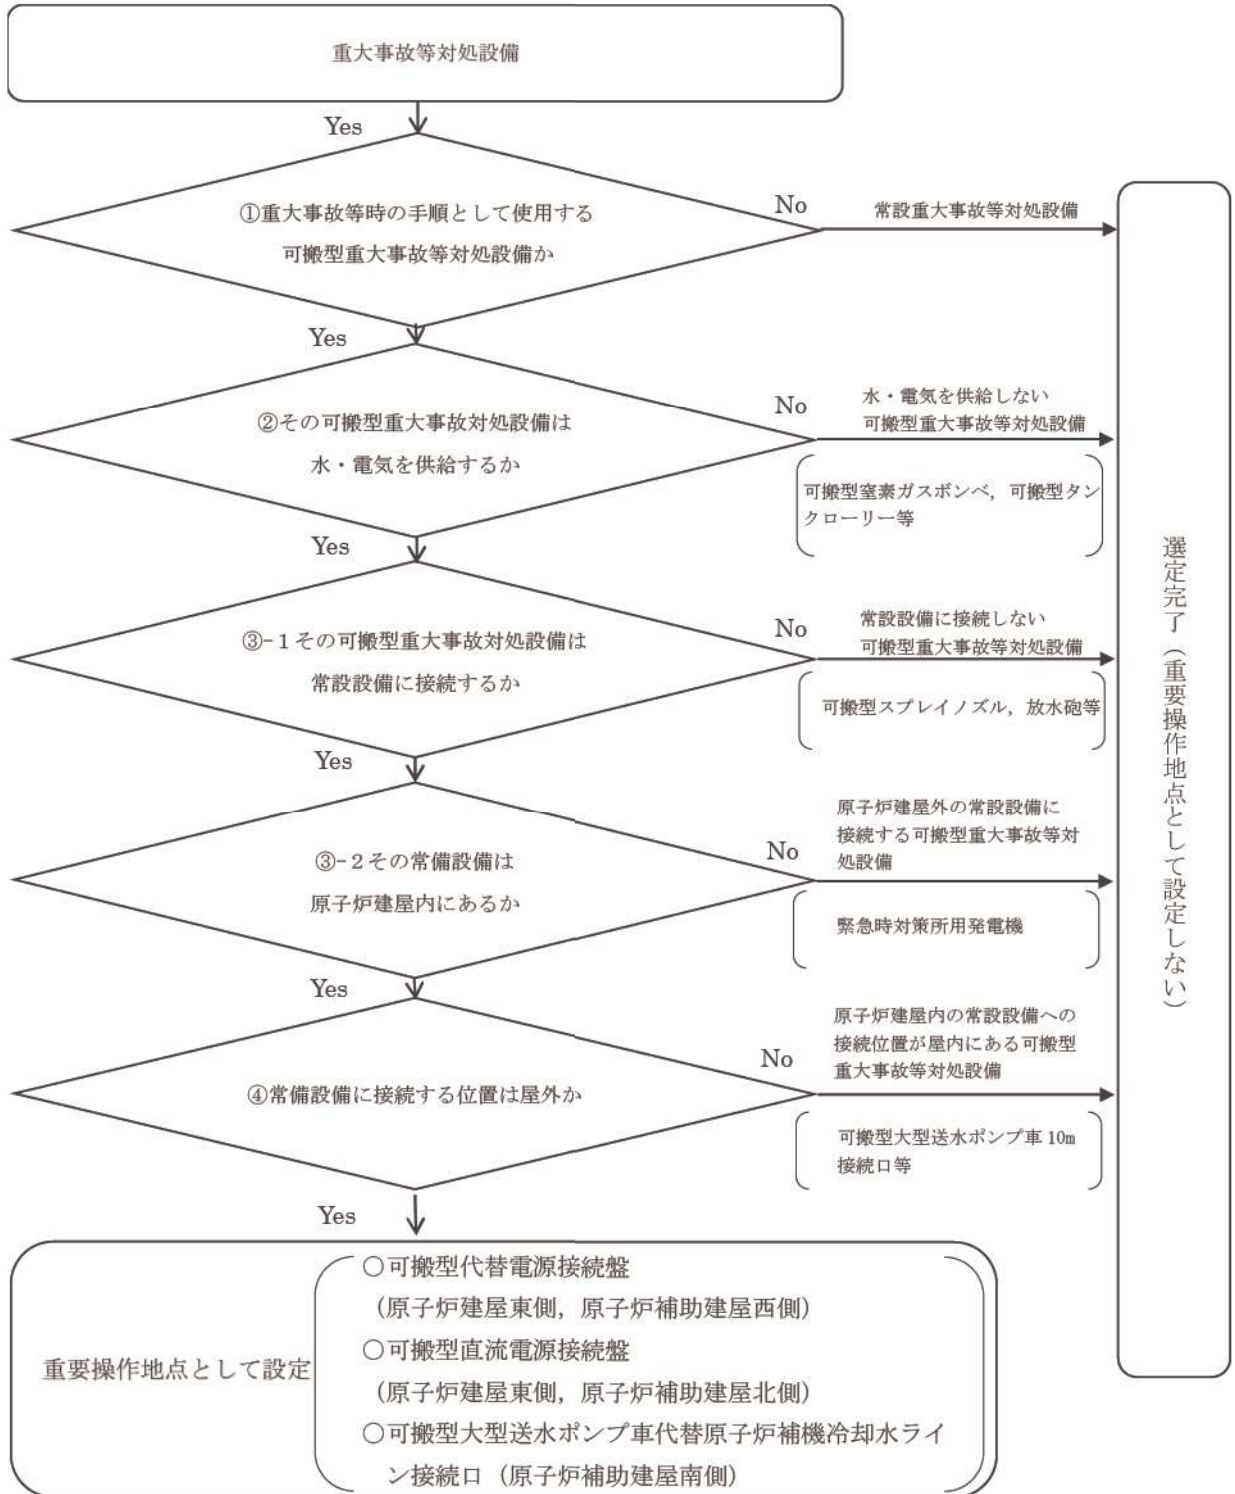 重大事故等対処設備
Yes
①重大事故等時の手順として使用する
可搬型重大事故等対処設備か
No
常設重大事故等対処設備
Yes
②その可搬型重大事故対処設備は
水・電気を供給するか
No
水・電気を供給しない
可搬型重大事故等対処設備
可搬型窒素ガスボンベ，可搬型タン
クローリー等
Yes
③-１その可搬型重大事故対処設備は
常設設備に接続するか
No
常設設備に接続しない
可搬型重大事故等対処設備
可搬型スプレイノズル，放水砲等
Yes
③-２その常備設備は
原子炉建屋内にあるか
No
原子炉建屋外の常設設備に
接続する可搬型重大事故等対
処設備
緊急時対策所用発電機
Yes
④常備設備に接続する位置は屋外か
No
原子炉建屋内の常設設備への
接続位置が屋内にある可搬型
重大事故等対処設備
可搬型大型送水ポンプ車 10m
接続口等
Yes
選定完了（重要操作地点として設定しない）
重要操作地点として設定
○可搬型代替電源接続盤
（原子炉建屋東側，原子炉補助建屋西側）
○可搬型直流電源接続盤
（原子炉建屋東側，原子炉補助建屋北側）
○可搬型大型送水ポンプ車代替原子炉補機冷却水ライ
ン接続口（原子炉補助建屋南側）